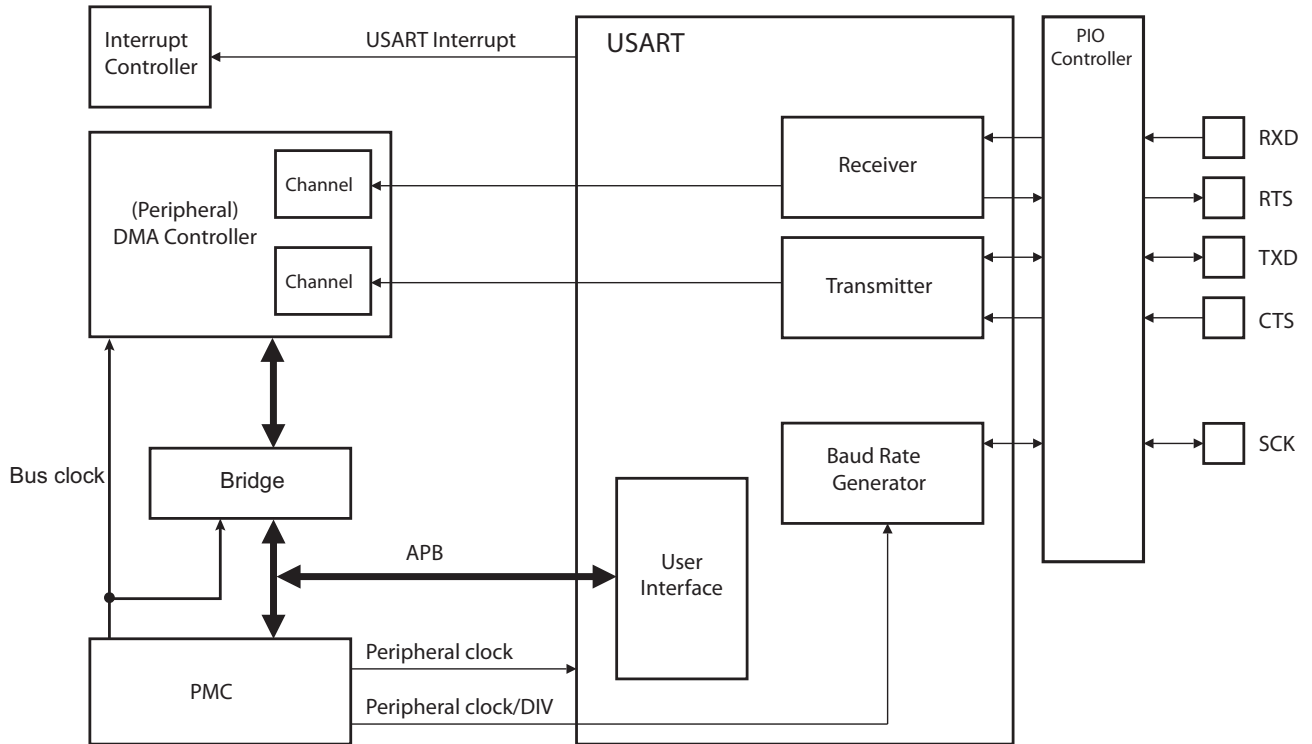 Interrupt
Controller
USART Interrupt
USART
PIO
Controller
(Peripheral)
DMA Controller
Channel
Channel
Receiver
Transmitter
RXD
RTS
TXD
CTS
SCK
Baud Rate
Generator
Bus clock
Bridge
APB
User
Interface
PMC
Peripheral clock
Peripheral clock/DIV